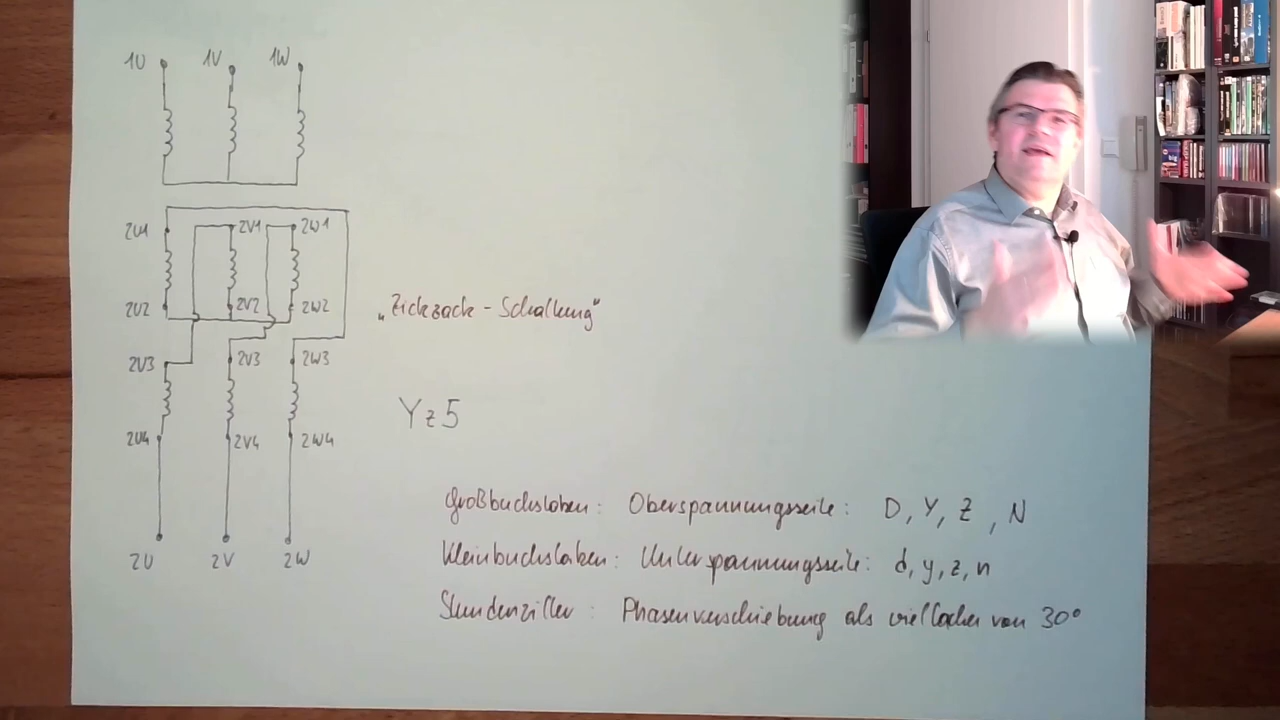 1U 1V 1W
2U1 2V1 2W1
2U2 2V2 2W2
„Zickzack - Schaltung“
2U3 2V3 2W3
Yz5
2U4 2V4 2W4
Großbuchstaben: Oberspannungsseite: D, Y, Z, N
2U 2V 2W
Kleinbuchstaben: Unterspannungsseite: d, y, z, n
Stundenziffer: Phasenverschiebung als vielfaches von 30°